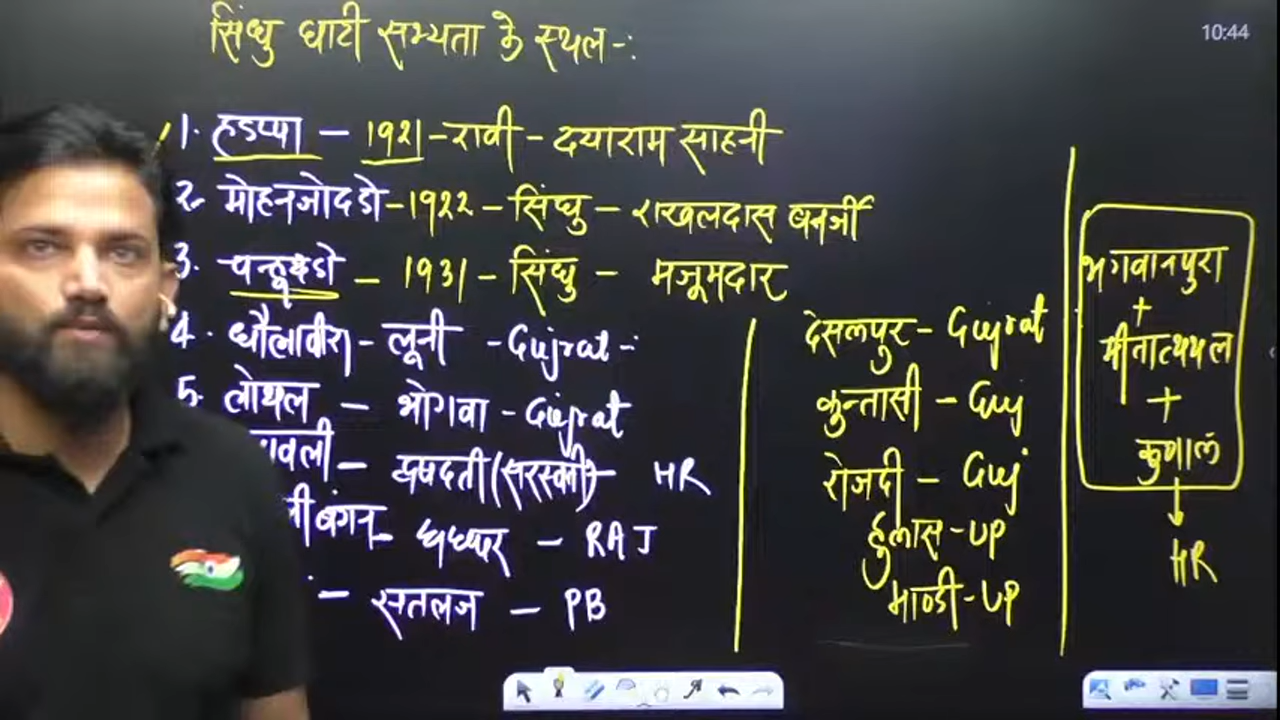 सिंधु घाटी सभ्यता के स्थल-:
10:44
1. हडप्पा - 1921-रावी - दयाराम साहनी
2. मोहनजोदडो-1922 - सिंधु - राखलदास बनर्जी
3. चन्हूदडो - 1931 - सिंधु - मजूमदार
4. धौलावीरा - लूनी - Gujrat -:
5. लोथल - भोगवा - Gujrat
वली - द्रषदती (सरस्वती) HR
ीबंगन - घग्घर - RAJ
- सतलज - PB
देसलपुर - Gujrat
कुन्तासी - Guj
रोजदी - Guj
हुलास - UP
माण्डी - UP
भगवानपुरा
+
मीताथल
+
कुणाल
HR